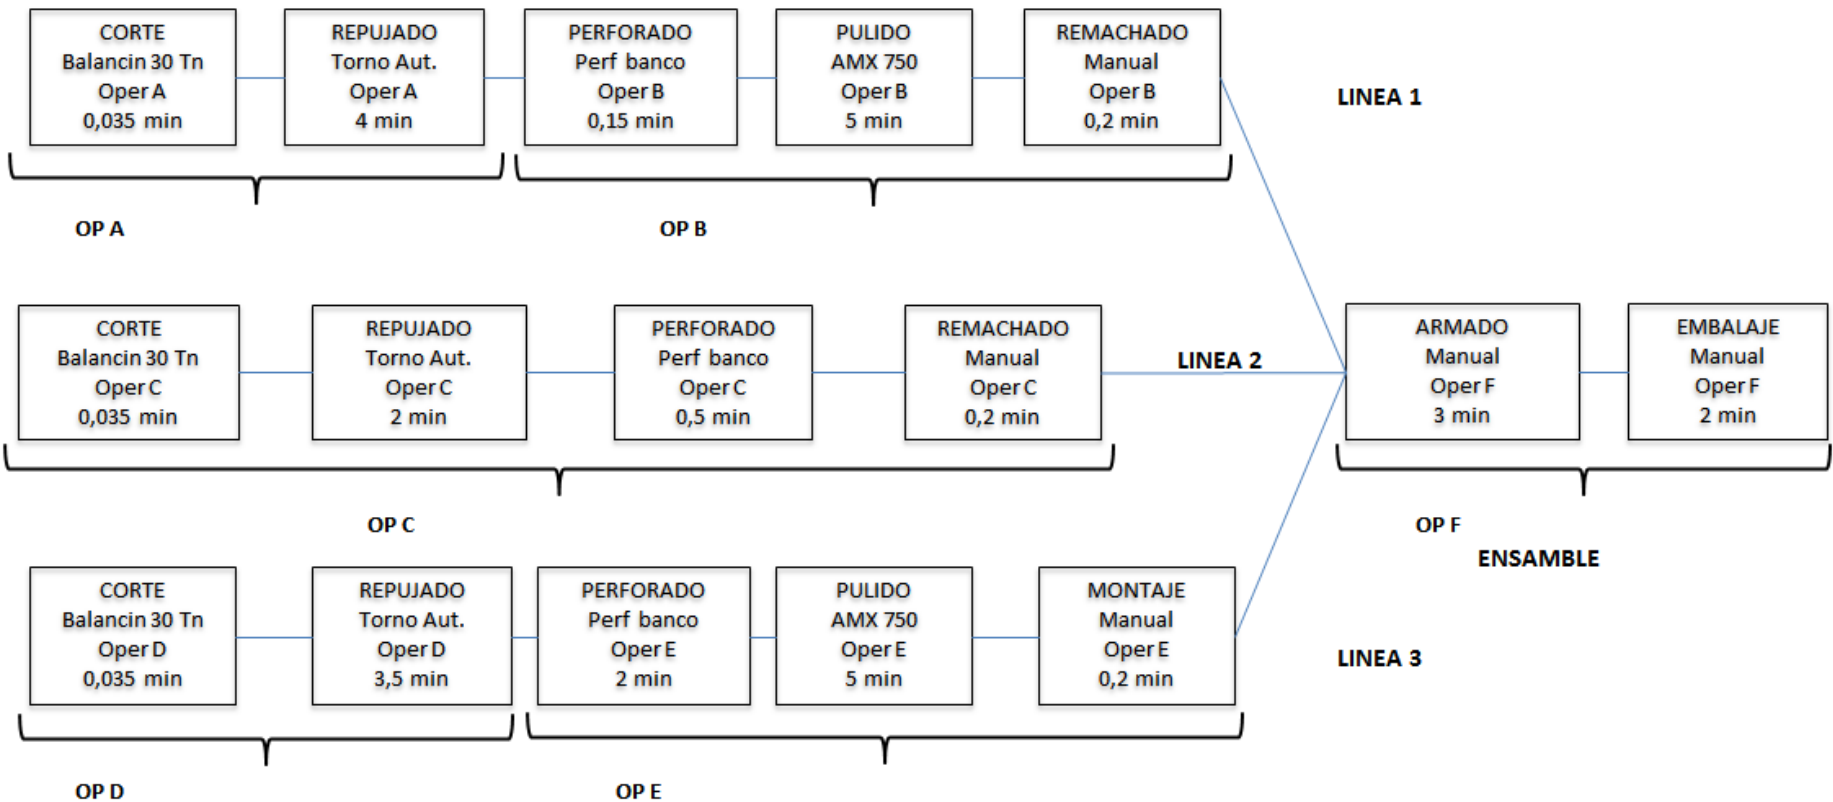 CORTE
Balancin 30 Tn
Oper A
0,035 min
REPUJADO
Torno Aut.
Oper A
4 min
PERFORADO
Perf banco
Oper B
0,15 min
PULIDO
AMX 750
Oper B
5 min
REMACHADO
Manual
Oper B
0,2 min
LINEA 1
OP A
OP B
CORTE
Balancin 30 Tn
Oper C
0,035 min
REPUJADO
Torno Aut.
Oper C
2 min
PERFORADO
Perf banco
Oper C
0,5 min
REMACHADO
Manual
Oper C
0,2 min
LINEA 2
ARMADO
Manual
Oper F
3 min
EMBALAJE
Manual
Oper F
2 min
OP C
OP F
ENSAMBLE
CORTE
Balancin 30 Tn
Oper D
0,035 min
REPUJADO
Torno Aut.
Oper D
3,5 min
PERFORADO
Perf banco
Oper E
2 min
PULIDO
AMX 750
Oper E
5 min
MONTAJE
Manual
Oper E
0,2 min
LINEA 3
OP D
OP E